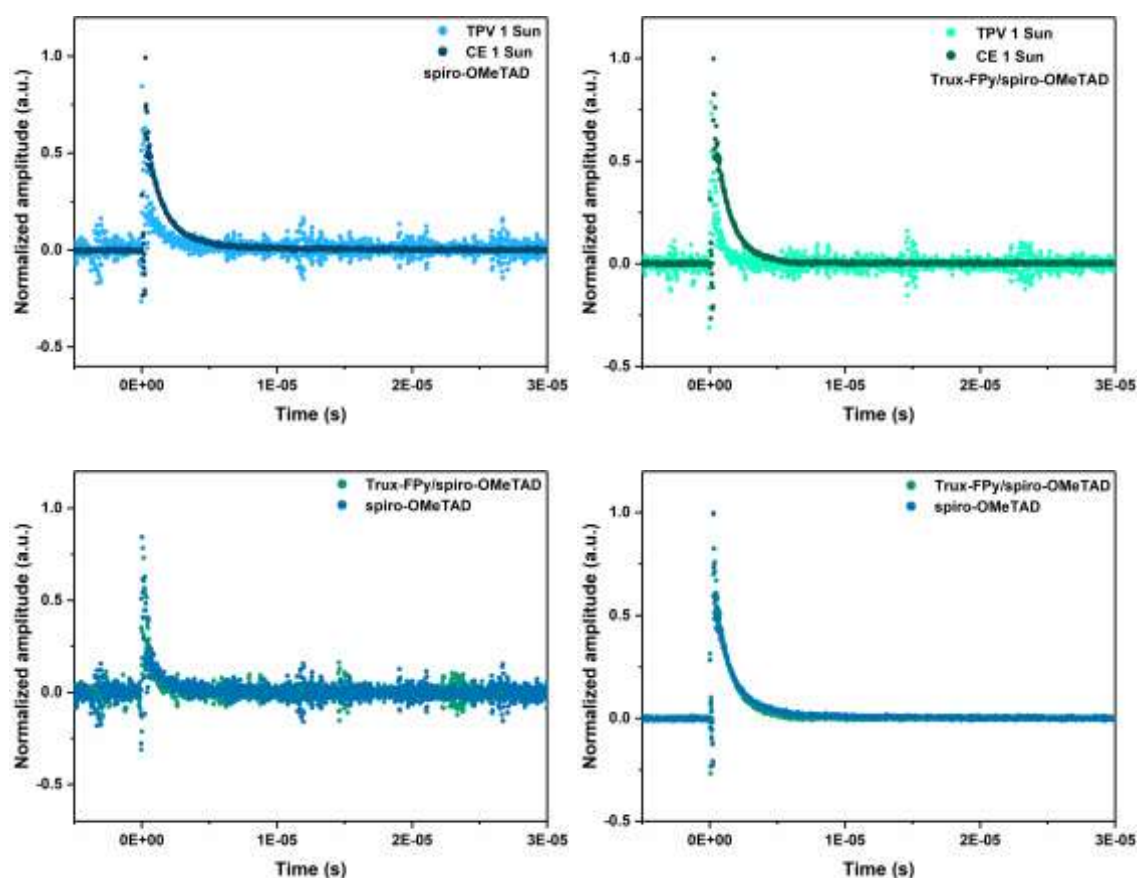 TPV 1 Sun
CE 1 Sun
spiro-OMeTAD
1.0
0.5
0.0
-0.5
Normalized amplitude (a.u.)
0E+00
1E-05
2E-05
3E-05
Time (s)
TPV 1 Sun
CE 1 Sun
Trux-FPy/spiro-OMeTAD
1.0
0.5
0.0
-0.5
Normalized amplitude (a.u.)
0E+00
1E-05
2E-05
3E-05
Time (s)
Trux-FPy/spiro-OMeTAD
spiro-OMeTAD
1.0
0.5
0.0
-0.5
Normalized amplitude (a.u.)
0E+00
1E-05
2E-05
3E-05
Time (s)
Trux-FPy/spiro-OMeTAD
spiro-OMeTAD
1.0
0.5
0.0
-0.5
Normalized amplitude (a.u.)
0E+00
1E-05
2E-05
3E-05
Time (s)